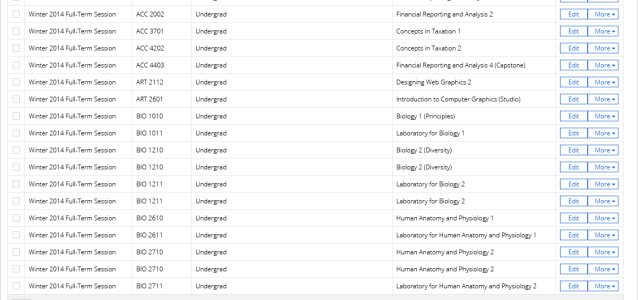 Winter 2014 Full-Term Session ACC 2002 Undergrad Financial Reporting and Analysis 2 Edit More
Winter 2014 Full-Term Session ACC 3701 Undergrad Concepts in Taxation 1 Edit More
Winter 2014 Full-Term Session ACC 4202 Undergrad Concepts in Taxation 2 Edit More
Winter 2014 Full-Term Session ACC 4403 Undergrad Financial Reporting and Analysis 4 (Capstone) Edit More
Winter 2014 Full-Term Session ART 2112 Undergrad Designing Web Graphics 2 Edit More
Winter 2014 Full-Term Session ART 2601 Undergrad Introduction to Computer Graphics (Studio) Edit More
Winter 2014 Full-Term Session BIO 1010 Undergrad Biology 1 (Principles) Edit More
Winter 2014 Full-Term Session BIO 1011 Undergrad Laboratory for Biology 1 Edit More
Winter 2014 Full-Term Session BIO 1210 Undergrad Biology 2 (Diversity) Edit More
Winter 2014 Full-Term Session BIO 1210 Undergrad Biology 2 (Diversity) Edit More
Winter 2014 Full-Term Session BIO 1211 Undergrad Laboratory for Biology 2 Edit More
Winter 2014 Full-Term Session BIO 1211 Undergrad Laboratory for Biology 2 Edit More
Winter 2014 Full-Term Session BIO 2610 Undergrad Human Anatomy and Physiology 1 Edit More
Winter 2014 Full-Term Session BIO 2611 Undergrad Laboratory for Human Anatomy and Physiology 1 Edit More
Winter 2014 Full-Term Session BIO 2710 Undergrad Human Anatomy and Physiology 2 Edit More
Winter 2014 Full-Term Session BIO 2710 Undergrad Human Anatomy and Physiology 2 Edit More
Winter 2014 Full-Term Session BIO 2711 Undergrad Laboratory for Human Anatomy and Physiology 2 Edit More